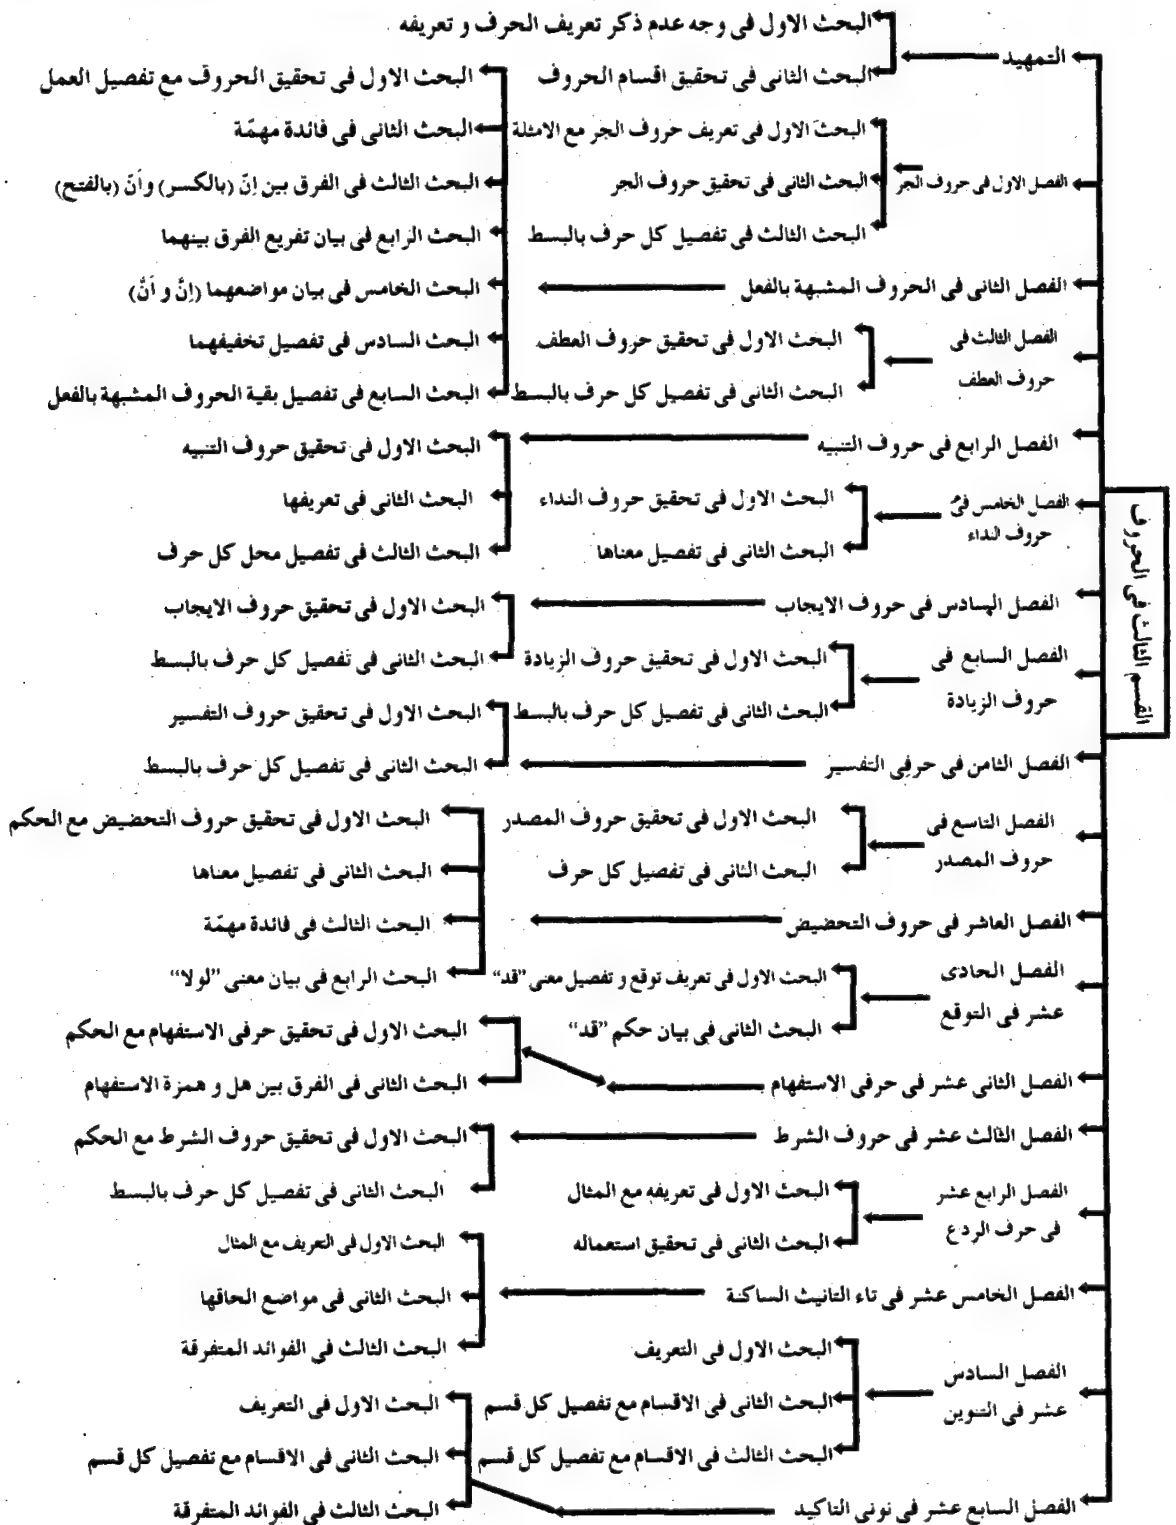 القسم الثالث فى الحروف
التمهيد
البحث الاول فى وجه عدم ذكر تعريف الحرف و تعريفه
البحث الثانى فى تحقيق اقسام الحروف
الفصل الاول فى حروف الجر
البحث الاول فى تعريف حروف الجر مع الامثلة
البحث الثانى فى تحقيق حروف الجر
البحث الثالث فى تفصيل كل حرف بالبسط
الفصل الثانى فى الحروف المشبهة بالفعل
البحث الاول فى تحقيق الحروف مع تفصيل العمل
البحث الثانى فى فائدة مهمّة
البحث الثالث فى الفرق بين اِنّ (بالكسر) واَنّ (بالفتح)
البحث الرابع فى بيان تفريع الفرق بينهما
البحث الخامس فى بيان مواضعهما (اِنَّ و اَنَّ)
البحث السادس فى تفصيل تخفيفهما
البحث السابع فى تفصيل بقية الحروف المشبهة بالفعل
الفصل الثالث فى
حروف العطف
البحث الاول فى تحقيق حروف العطف
البحث الثانى فى تفصيل كل حرف بالبسط
الفصل الرابع فى حروف التنبيه
البحث الاول فى تحقيق حروف التنبيه
البحث الثانى فى تعريفها
البحث الثالث فى تفصيل محل كل حرف
الفصل الخامس فى
حروف النداء
البحث الاول فى تحقيق حروف النداء
البحث الثانى فى تفصيل معناها
الفصل السادس فى حروف الايجاب
البحث الاول فى تحقيق حروف الايجاب
البحث الثانى فى تفصيل كل حرف بالبسط
الفصل السابع فى
حروف الزيادة
البحث الاول فى تحقيق حروف الزيادة
البحث الثانى فى تفصيل كل حرف بالبسط
الفصل الثامن فى حرفى التفسير
البحث الاول فى تحقيق حروف التفسير
البحث الثانى فى تفصيل كل حرف بالبسط
الفصل التاسع فى
حروف المصدر
البحث الاول فى تحقيق حروف المصدر
البحث الثانى فى تفصيل كل حرف
الفصل العاشر فى حروف التحضيض
البحث الاول فى تحقيق حروف التحضيض مع الحكم
البحث الثانى فى تفصيل معناها
البحث الثالث فى فائدة مهمّة
البحث الرابع فى بيان معنى "لولا"
الفصل الحادى
عشر فى التوقع
البحث الاول فى تعريف توقع و تفصيل معنى "قد"
البحث الثانى فى بيان حكم "قد"
الفصل الثانى عشر فى حرفى الاستفهام
البحث الاول فى تحقيق حرفى الاستفهام مع الحكم
البحث الثانى فى الفرق بين هل و همزة الاستفهام
الفصل الثالث عشر فى حروف الشرط
البحث الاول فى تحقيق حروف الشرط مع الحكم
البحث الثانى فى تفصيل كل حرف بالبسط
الفصل الرابع عشر
فى حرف الردع
البحث الاول فى تعريفه مع المثال
البحث الثانى فى تحقيق استعماله
الفصل الخامس عشر فى تاء التانيث الساكنة
البحث الاول فى التعريف مع المثال
البحث الثانى فى مواضع الحاقها
البحث الثالث فى الفوائد المتفرقة
الفصل السادس
عشر فى التنوين
البحث الاول فى التعريف
البحث الثانى فى الاقسام مع تفصيل كل قسم
البحث الثالث فى الاقسام مع تفصيل كل قسم
الفصل السابع عشر فى نونى التاكيد
البحث الاول فى التعريف
البحث الثانى فى الاقسام مع تفصيل كل قسم
البحث الثالث فى الفوائد المتفرقة